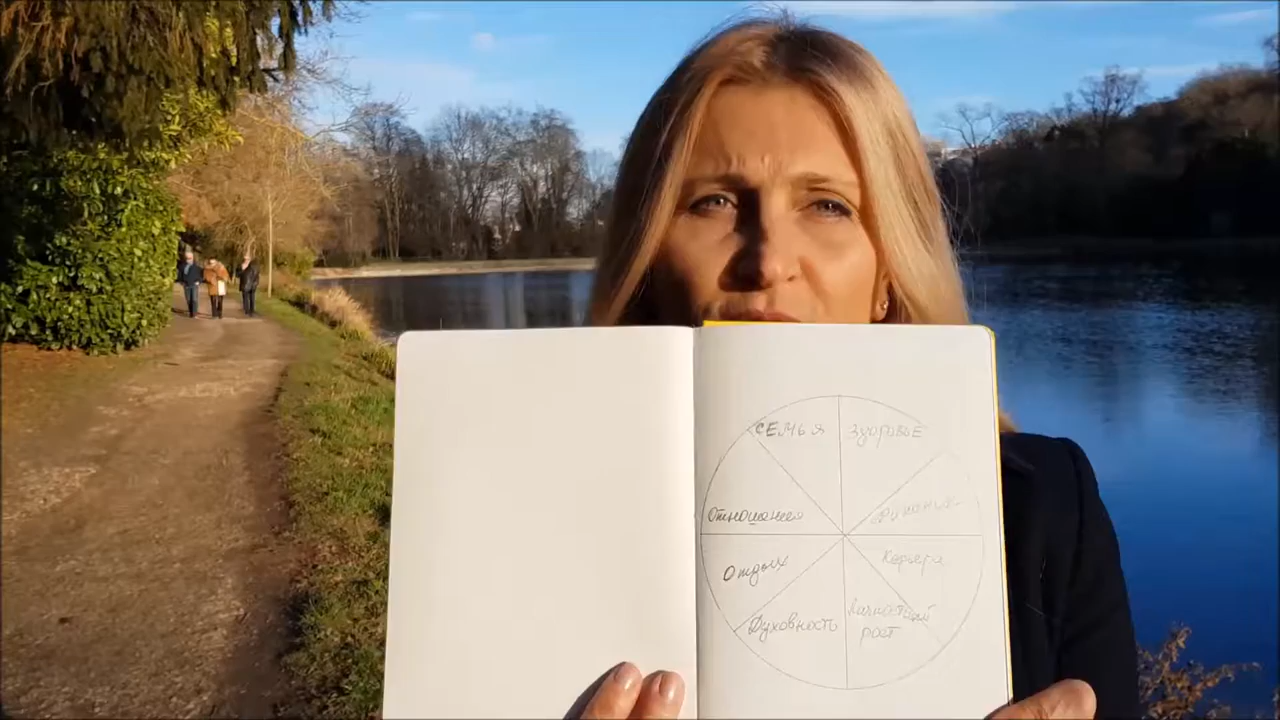 СЕМЬЯ
Здоровье
Финансы
Карьера
Личностный
рост
Духовность
Отдых
Отношения